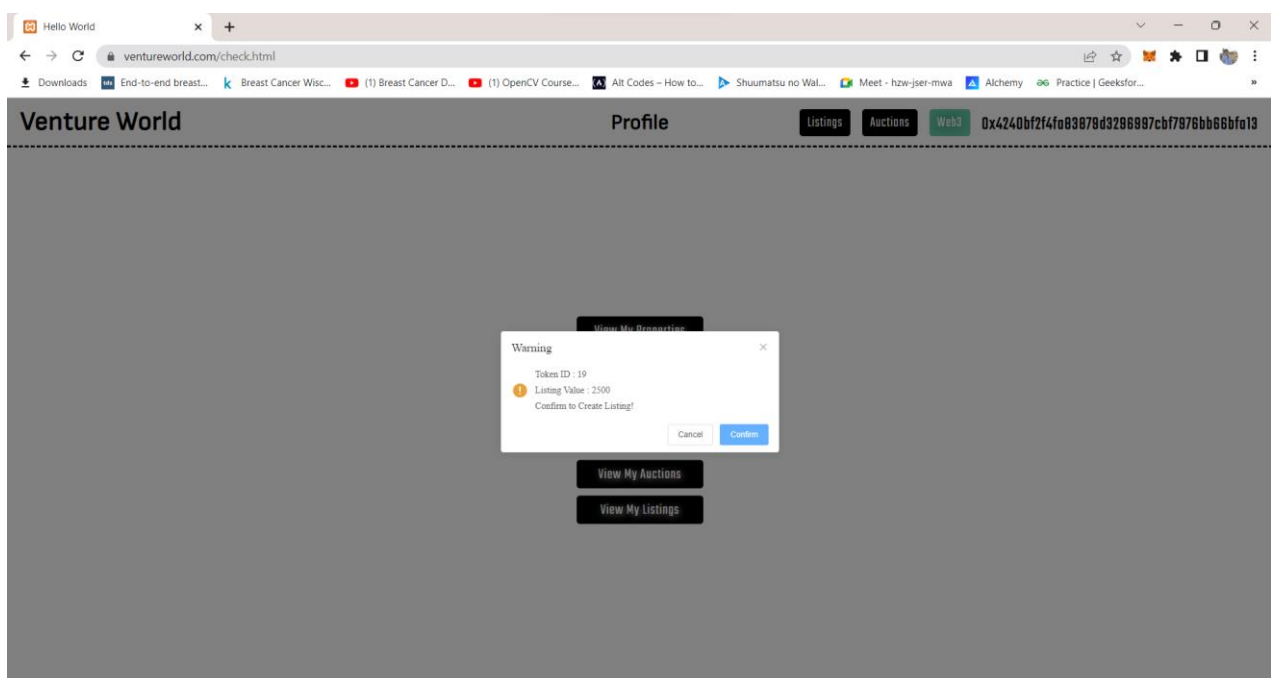 Hello World
ventureworld.com/check.html
Downloads End-to-end breast... Breast Cancer Wisc... (1) Breast Cancer D... (1) OpenCV Course... Alt Codes – How to... Shuumatsu no Wal... Meet - hzw-jser-mwa Alchemy Practice | Geeksfor... »
Venture World Profile Listings Auctions Web3 0x4240bf2f4fa83879d3296997cbf7976bb66bfa13
View My Properties
Warning
Token ID : 19
Listing Value : 2500
Confirm to Create Listing!
Cancel Confirm
View My Auctions
View My Listings